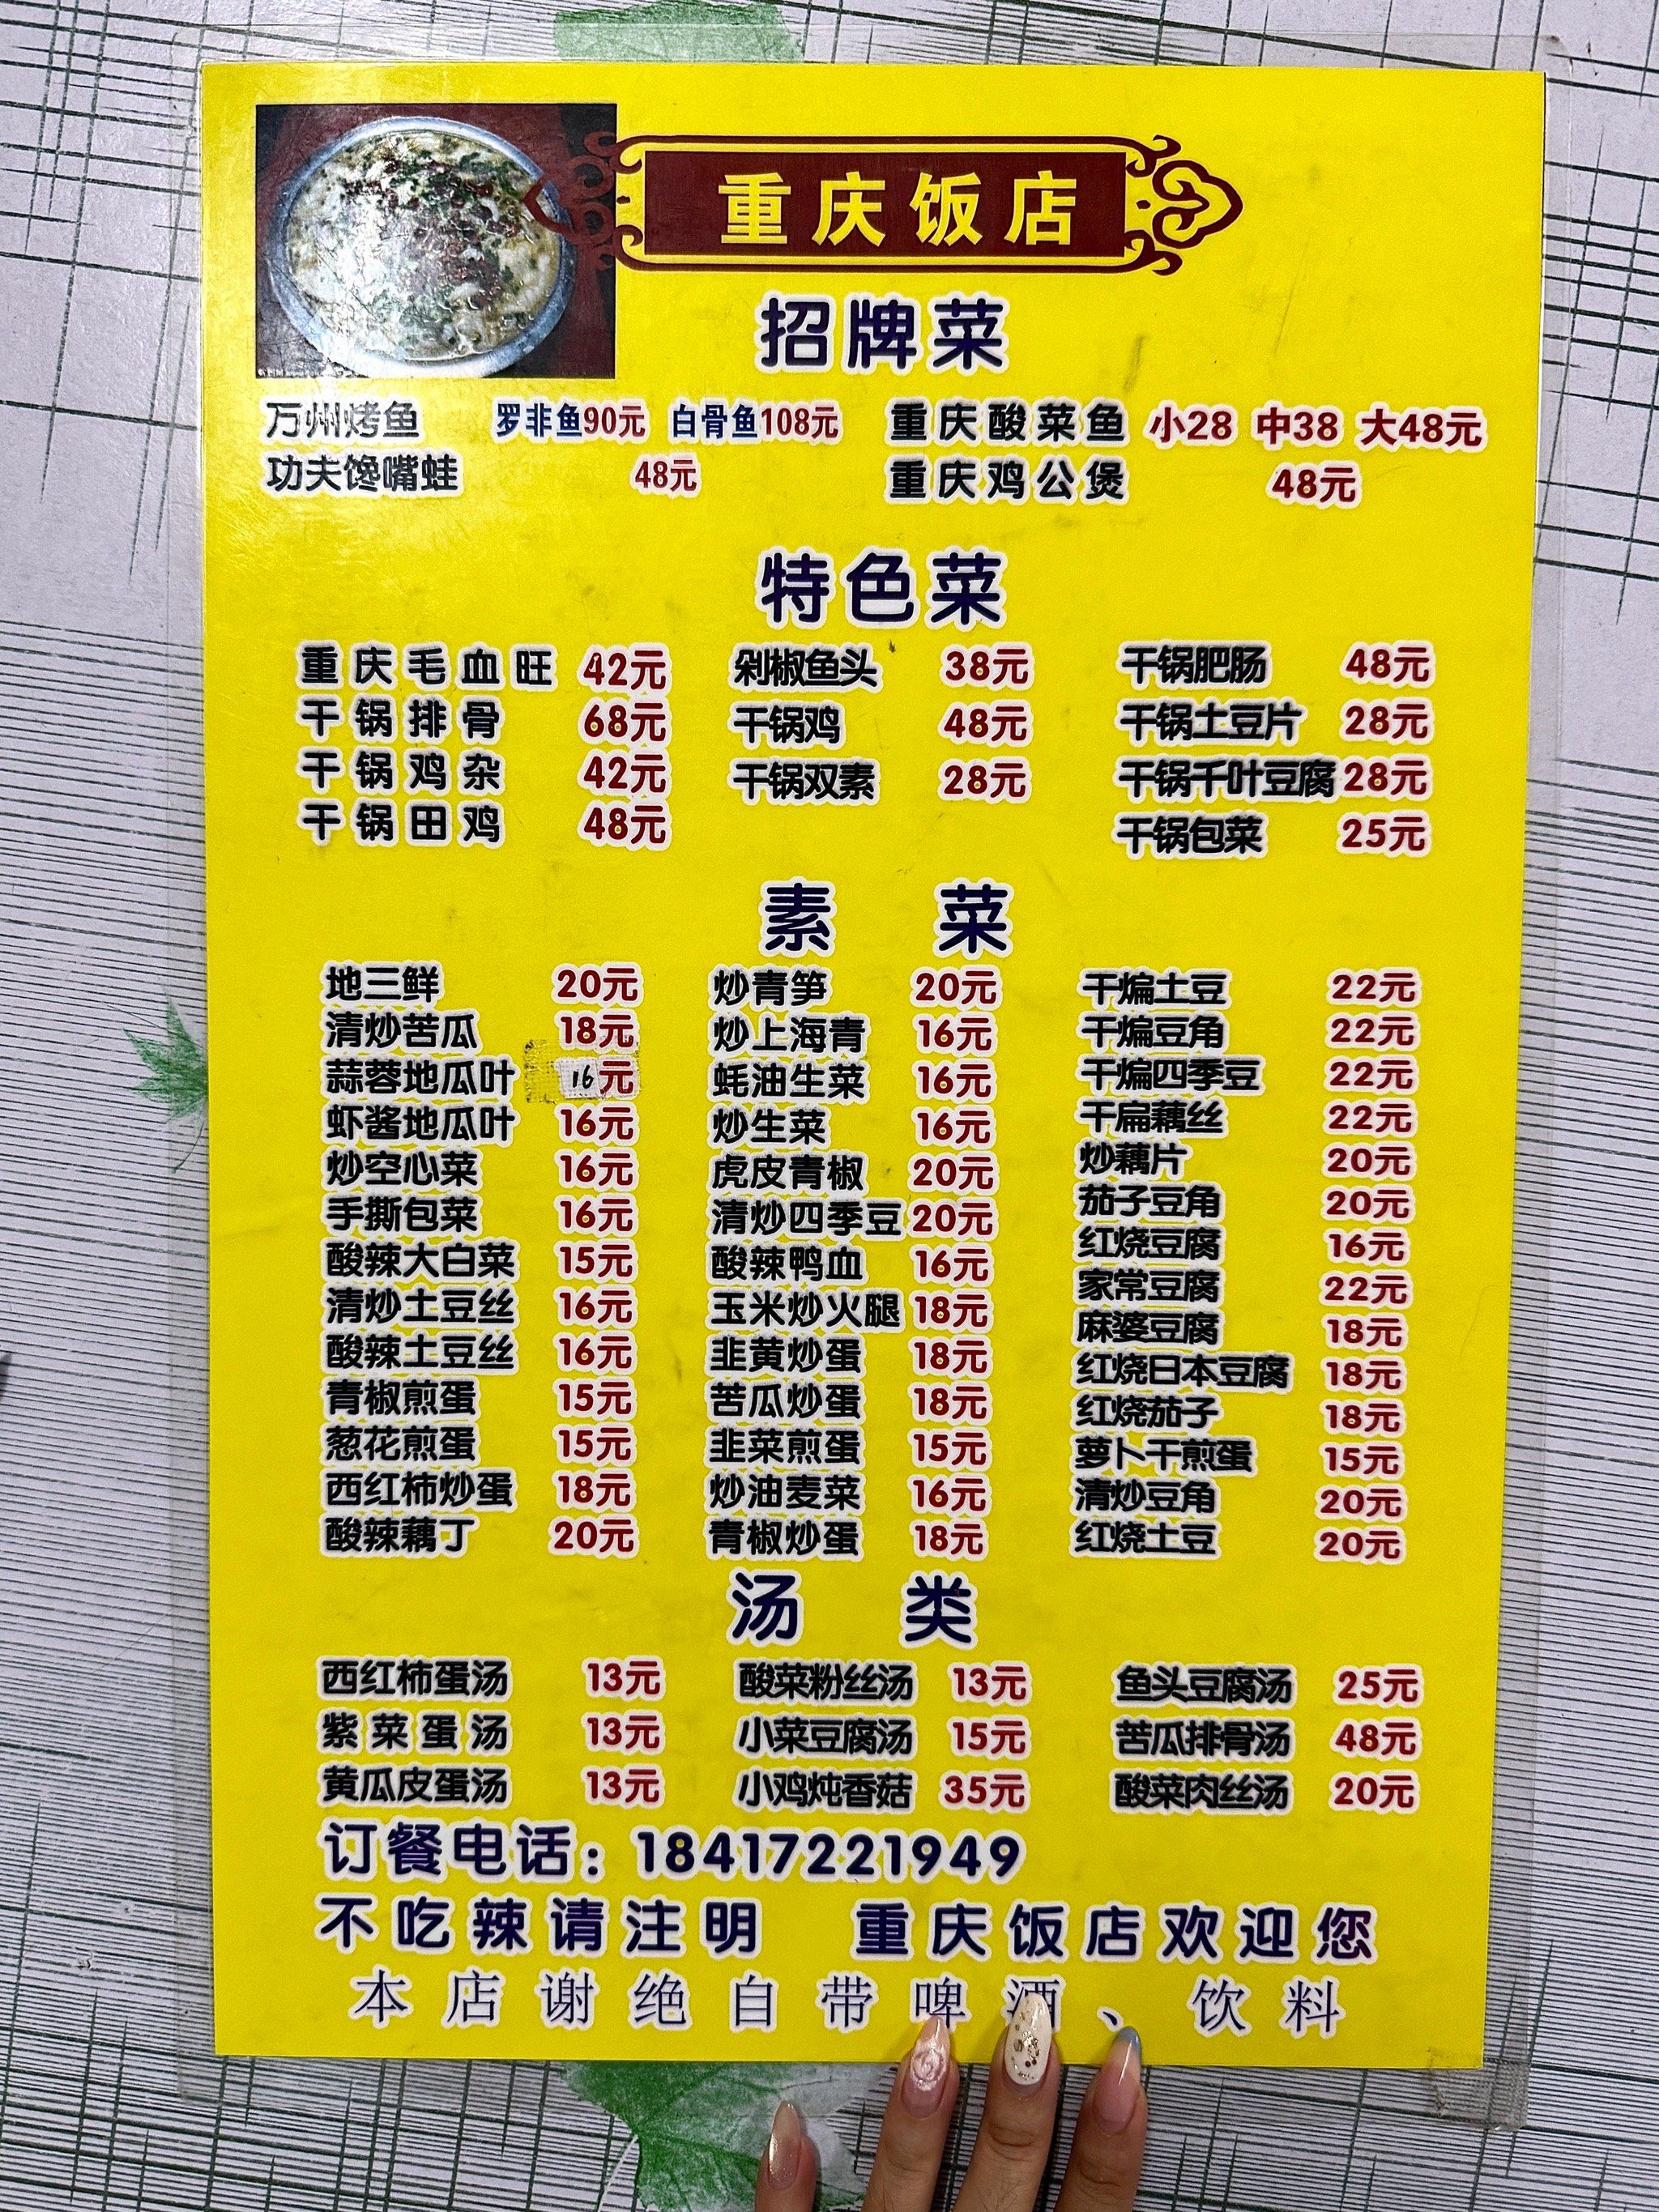 重庆饭店
招牌菜
万州烤鱼 罗非鱼90元 白骨鱼108元 重庆酸菜鱼 小28 中38 大48元
功夫馋嘴蛙 48元 重庆鸡公煲 48元
特色菜
重庆毛血旺 42元 剁椒鱼头 38元 干锅肥肠 48元
干锅排骨 68元 干锅鸡 48元 干锅土豆片 28元
干锅鸡杂 42元 干锅双素 28元 干锅千叶豆腐 28元
干锅田鸡 48元 干锅包菜 25元
素菜
地三鲜 20元 炒青笋 20元 干煸土豆 22元
清炒苦瓜 18元 炒上海青 16元 干煸豆角 22元
蒜蓉地瓜叶 16元 蚝油生菜 16元 干煸四季豆 22元
虾酱地瓜叶 16元 炒生菜 16元 干扁藕丝 22元
炒空心菜 16元 虎皮青椒 20元 炒藕片 20元
手撕包菜 16元 清炒四季豆 20元 茄子豆角 20元
酸辣大白菜 15元 酸辣鸭血 16元 红烧豆腐 16元
清炒土豆丝 16元 玉米炒火腿 18元 家常豆腐 22元
酸辣土豆丝 16元 韭黄炒蛋 18元 麻婆豆腐 18元
青椒煎蛋 15元 苦瓜炒蛋 18元 红烧日本豆腐 18元
葱花煎蛋 15元 韭菜煎蛋 15元 红烧茄子 18元
西红柿炒蛋 18元 炒油麦菜 16元 萝卜干煎蛋 15元
酸辣藕丁 20元 青椒炒蛋 18元 清炒豆角 20元
红烧土豆 20元
汤类
西红柿蛋汤 13元 酸菜粉丝汤 13元 鱼头豆腐汤 25元
紫菜蛋汤 13元 小菜豆腐汤 15元 苦瓜排骨汤 48元
黄瓜皮蛋汤 13元 小鸡炖香菇 35元 酸菜肉丝汤 20元
订餐电话：18417221949
不吃辣请注明 重庆饭店欢迎您
本店谢绝自带啤酒、饮料